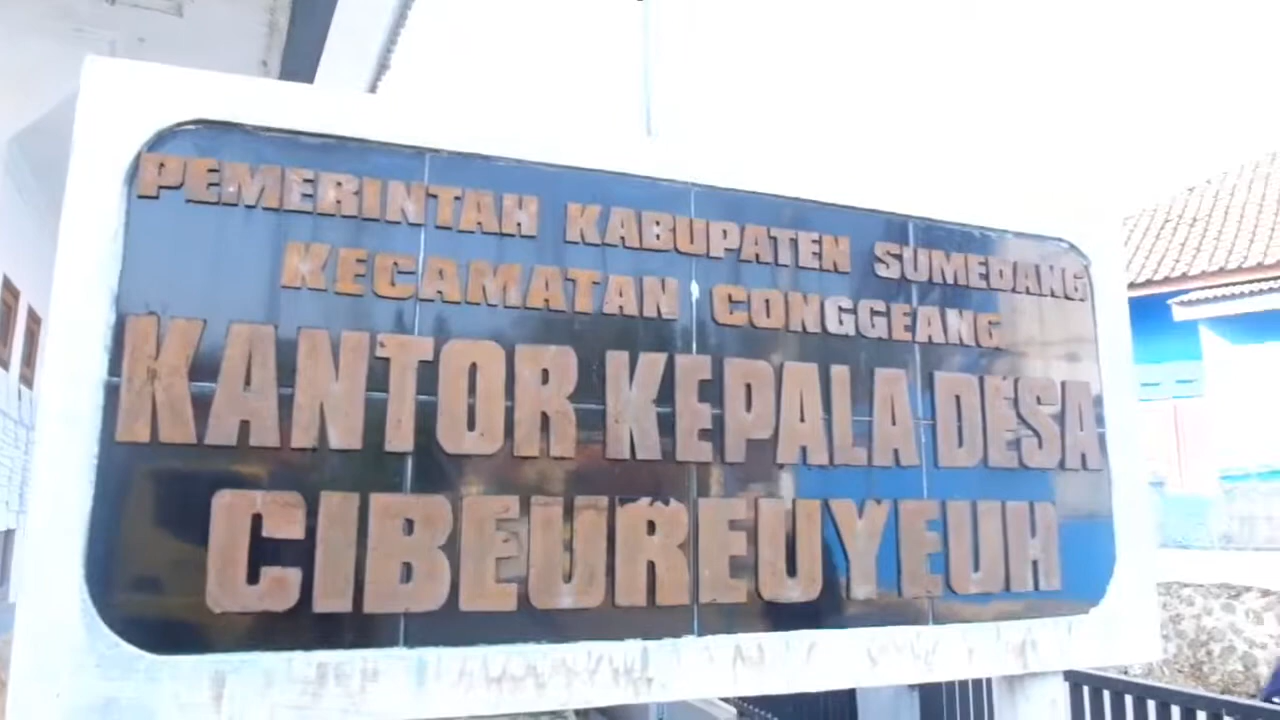 PEMERINTAH KABUPATEN SUMEDANG
KECAMATAN CONGGEANG
KANTOR KEPALA DESA
CIBEUREUYEUH